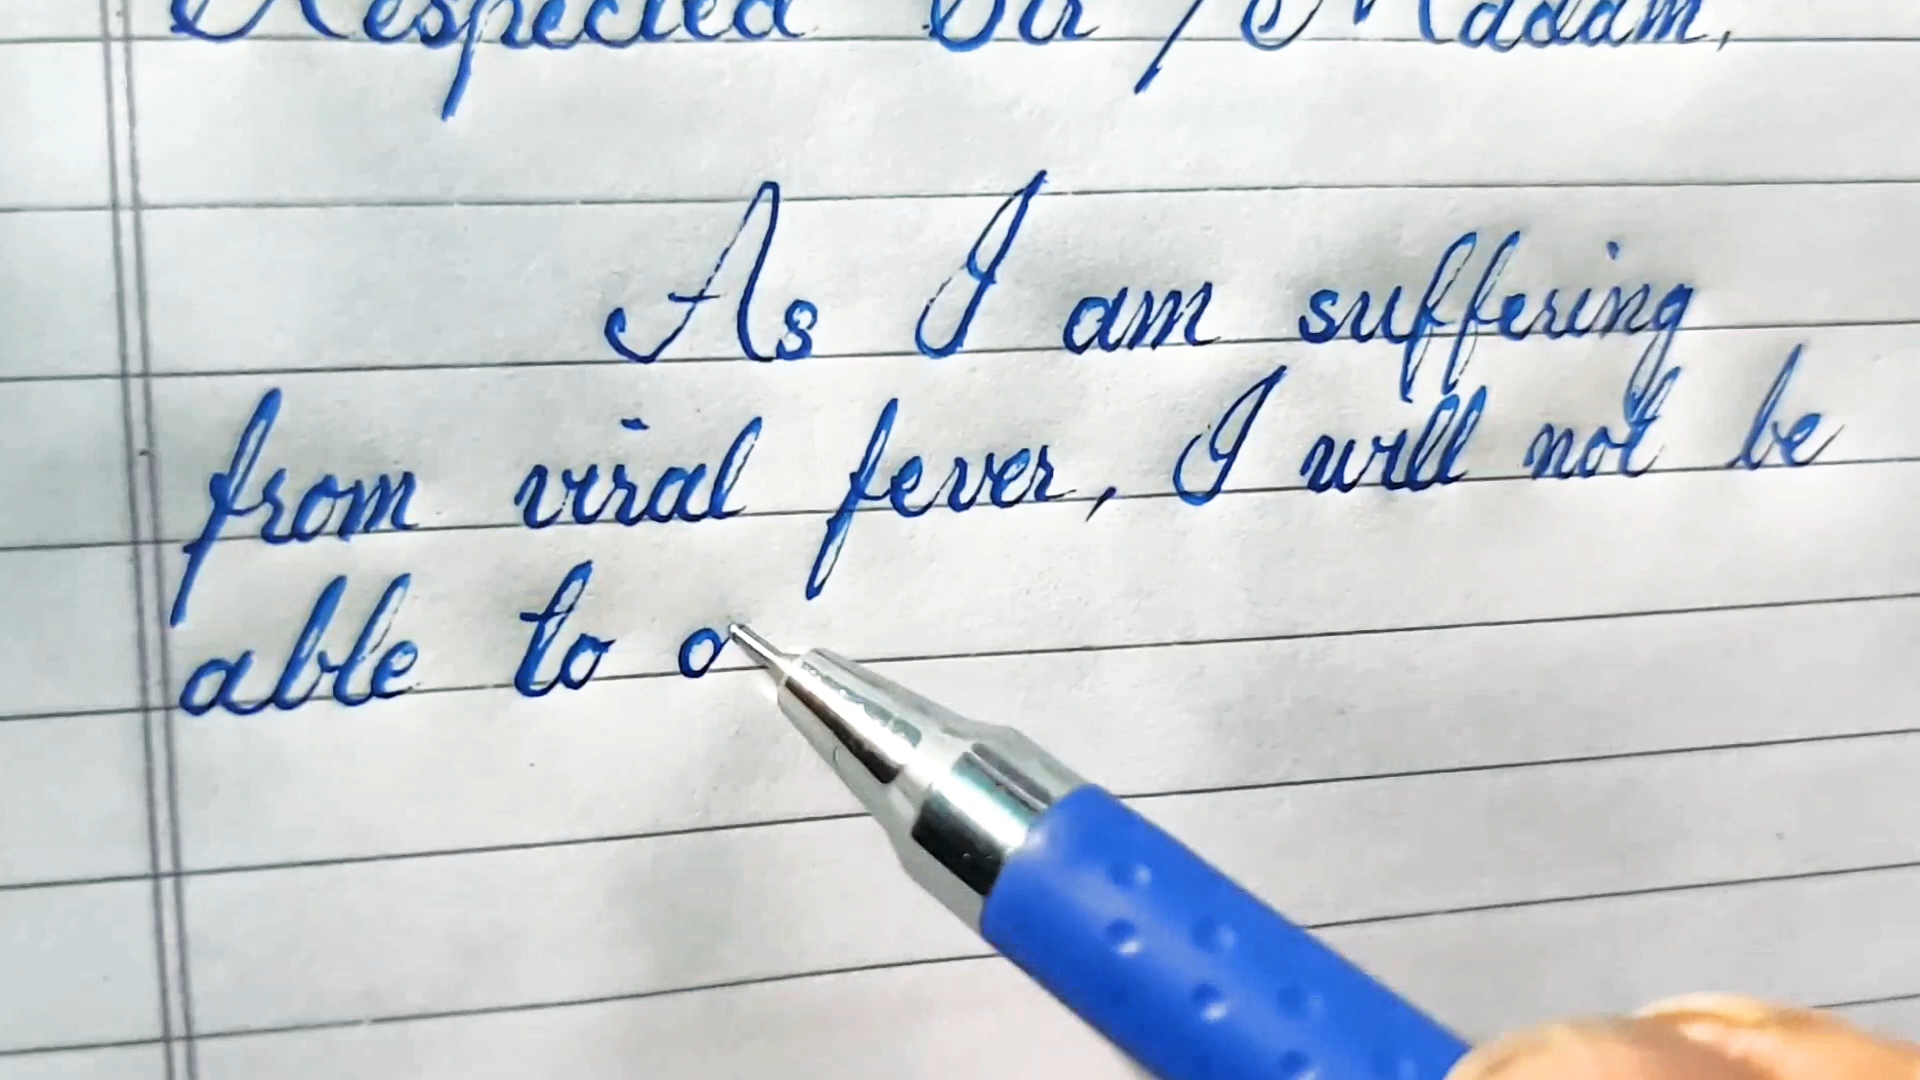 Respected Sir / Madam,
As I am suffering
from viral fever, I will not be
able to